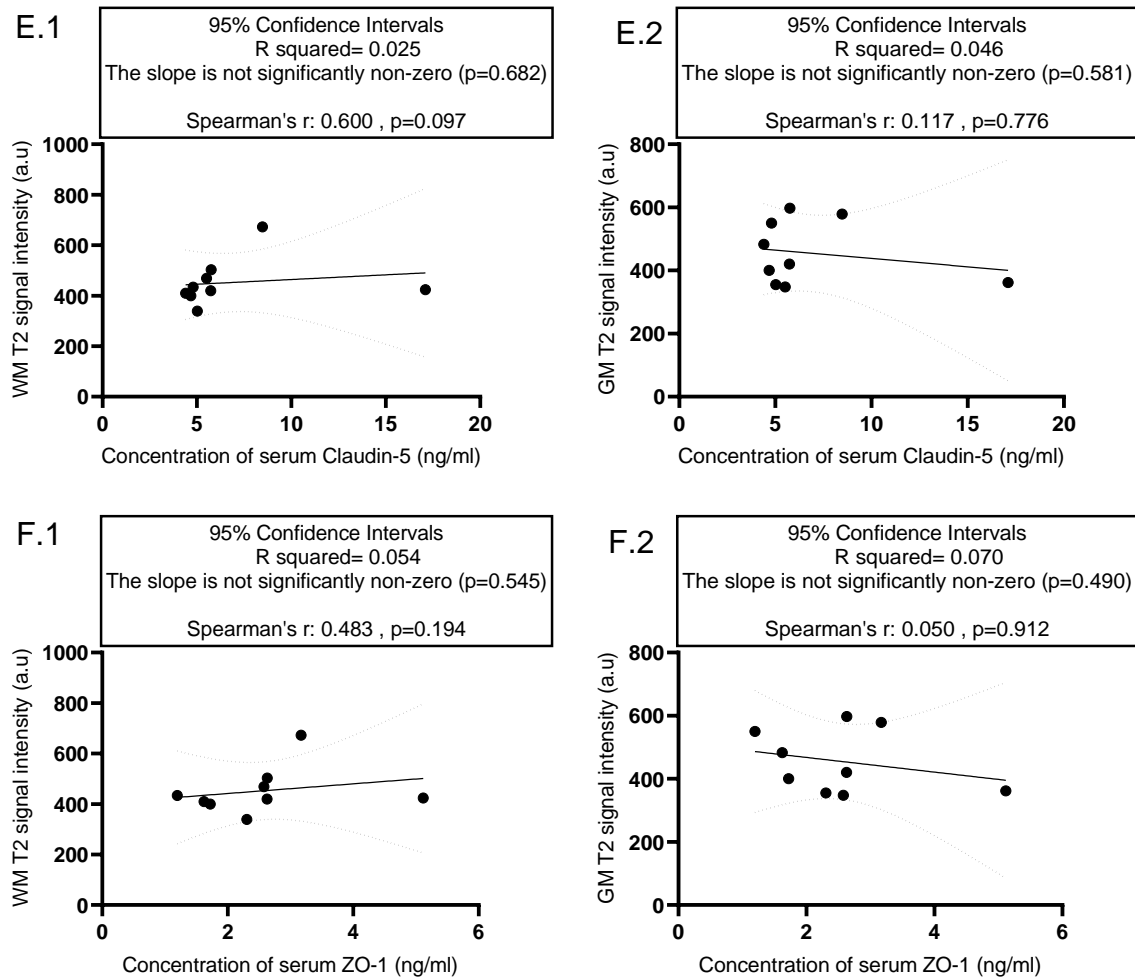 E.1
95% Confidence Intervals
R squared= 0.025
The slope is not significantly non-zero (p=0.682)
Spearman's r: 0.600 , p=0.097
WM T2 signal intensity (a.u)
1000
800
600
400
200
0
0 5 10 15 20
Concentration of serum Claudin-5 (ng/ml)
E.2
95% Confidence Intervals
R squared= 0.046
The slope is not significantly non-zero (p=0.581)
Spearman's r: 0.117 , p=0.776
GM T2 signal intensity (a.u)
800
600
400
200
0
0 5 10 15 20
Concentration of serum Claudin-5 (ng/ml)
F.1
95% Confidence Intervals
R squared= 0.054
The slope is not significantly non-zero (p=0.545)
Spearman's r: 0.483 , p=0.194
WM T2 signal intensity (a.u)
1000
800
600
400
200
0
0 2 4 6
Concentration of serum ZO-1 (ng/ml)
F.2
95% Confidence Intervals
R squared= 0.070
The slope is not significantly non-zero (p=0.490)
Spearman's r: 0.050 , p=0.912
GM T2 signal intensity (a.u)
800
600
400
200
0
0 2 4 6
Concentration of serum ZO-1 (ng/ml)